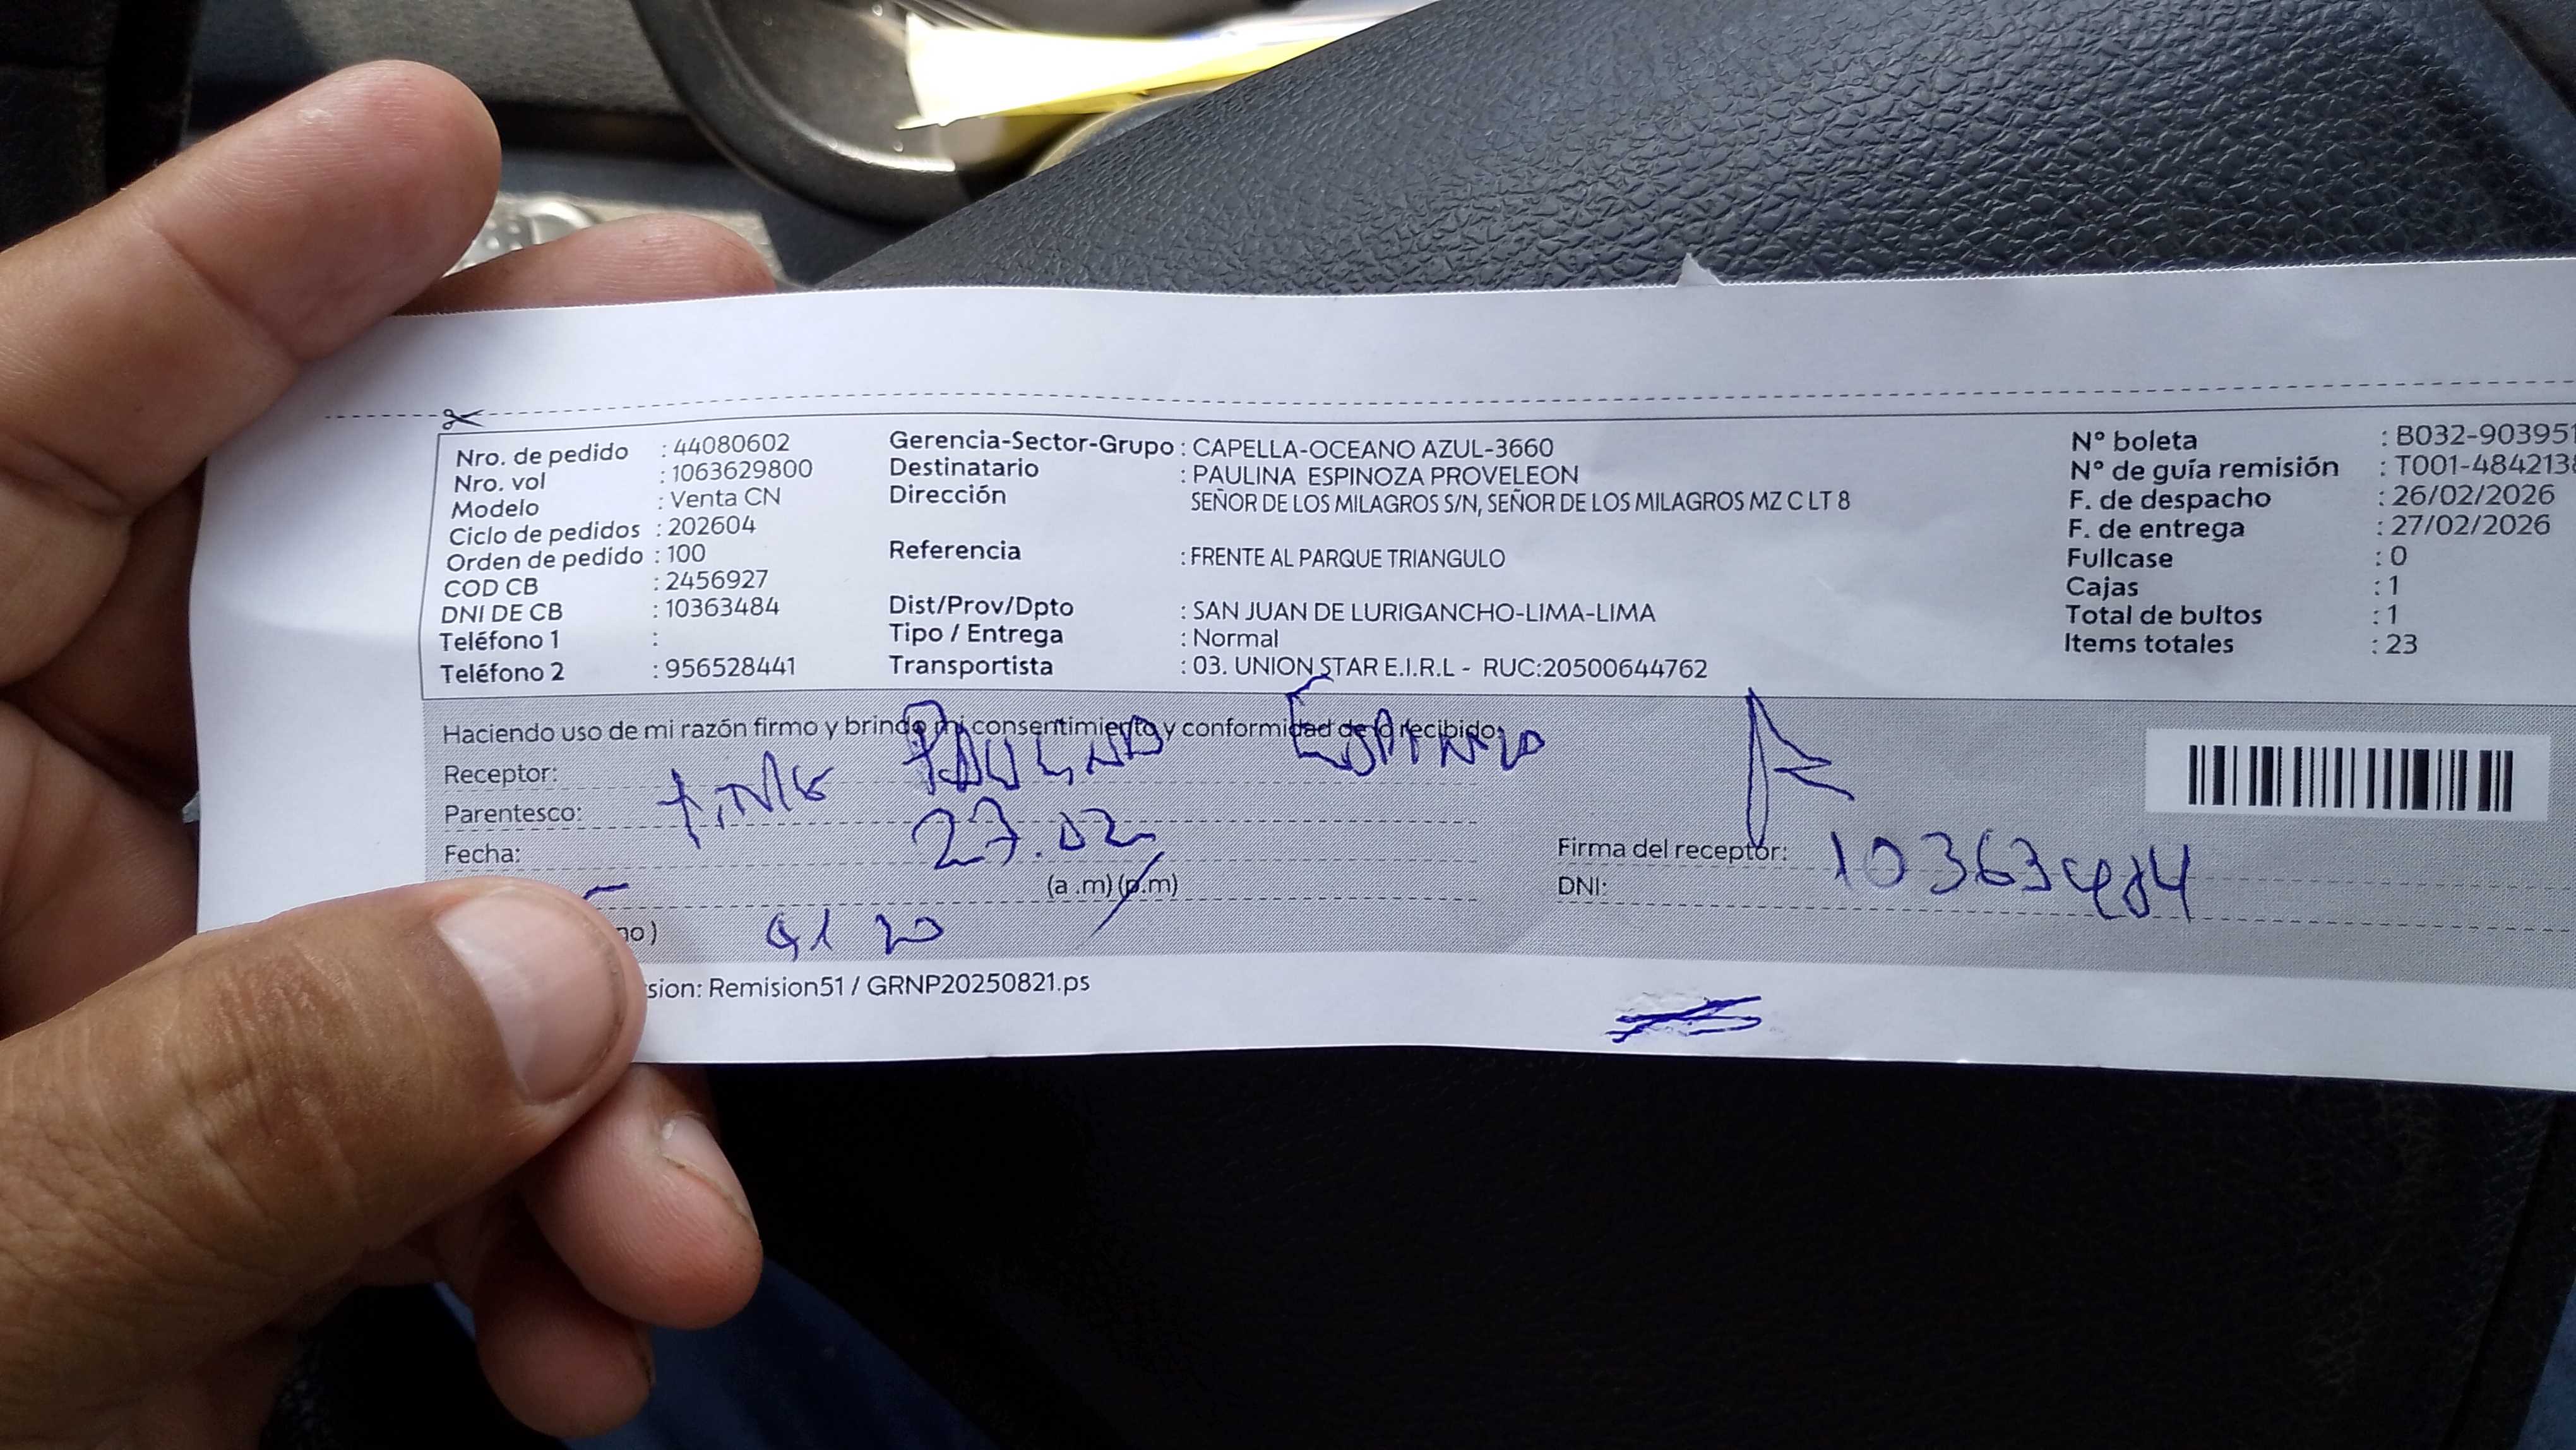 Nro. de pedido : 44080602
Nro. vol : 1063629800
Modelo : Venta CN
Ciclo de pedidos : 202604
Orden de pedido : 100
COD CB : 2456927
DNI DE CB : 10363484
Teléfono 1 :
Teléfono 2 : 956528441
Gerencia-Sector-Grupo : CAPELLA-OCEANO AZUL-3660
Destinatario : PAULINA ESPINOZA PROVELEON
Dirección SEÑOR DE LOS MILAGROS S/N, SEÑOR DE LOS MILAGROS MZ C LT 8
Referencia : FRENTE AL PARQUE TRIANGULO
Dist/Prov/Dpto : SAN JUAN DE LURIGANCHO-LIMA-LIMA
Tipo / Entrega : Normal
Transportista : 03. UNION STAR E.I.R.L - RUC:20500644762
N° boleta : B032-903951
N° de guía remisión : T001-484213
F. de despacho : 26/02/2026
F. de entrega : 27/02/2026
Fullcase : 0
Cajas : 1
Total de bultos : 1
Items totales : 23
Haciendo uso de mi razón firmo y brindo mi consentimiento y conformidad de lo recibido:
Receptor:
Parentesco:
Fecha: 27.02
(a .m) (p.m)
no)
Firma del receptor:
DNI: 10363484
sion: Remision51 / GRNP20250821.ps